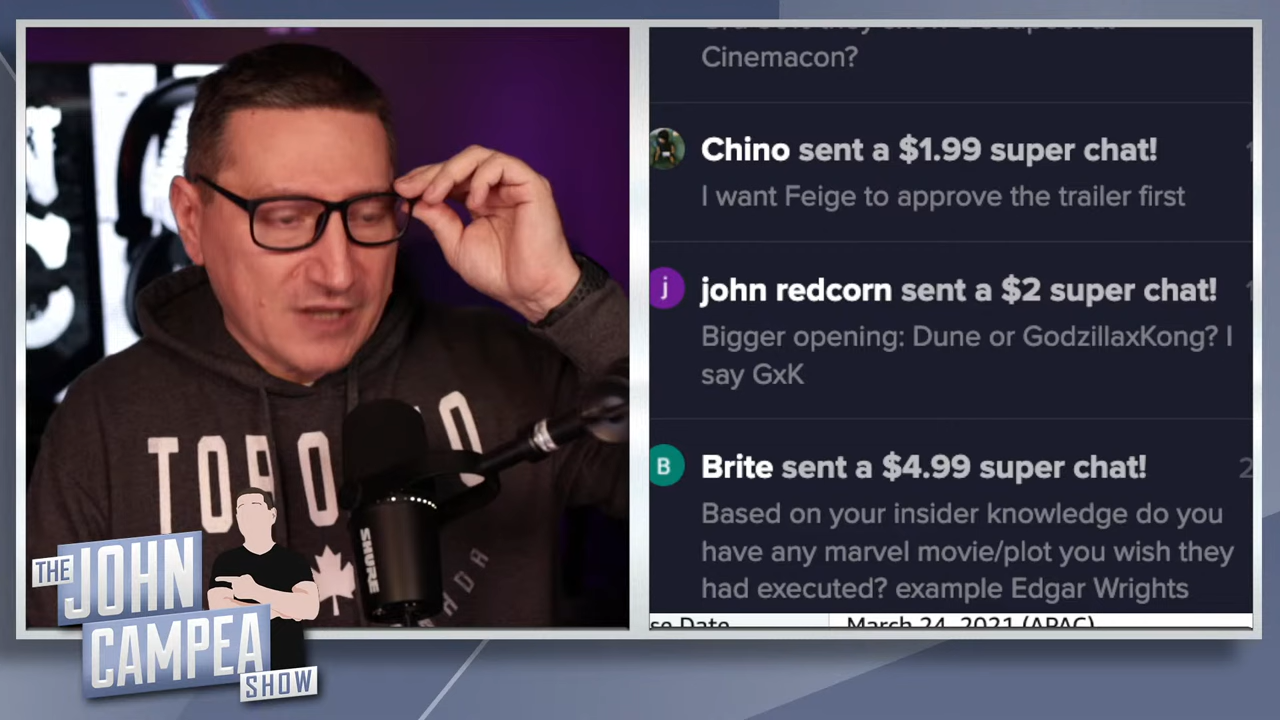 Cinemacon?
Chino sent a $1.99 super chat!
I want Feige to approve the trailer first
john redcorn sent a $2 super chat!
Bigger opening: Dune or GodzillaxKong? I
say GxK
B
Brite sent a $4.99 super chat!
Based on your insider knowledge do you
have any marvel movie/plot you wish they
had executed? example Edgar Wrights
March 24, 2021 (APAC)
TORONTO
SHURE
THE
JOHN
CAMPEA
SHOW